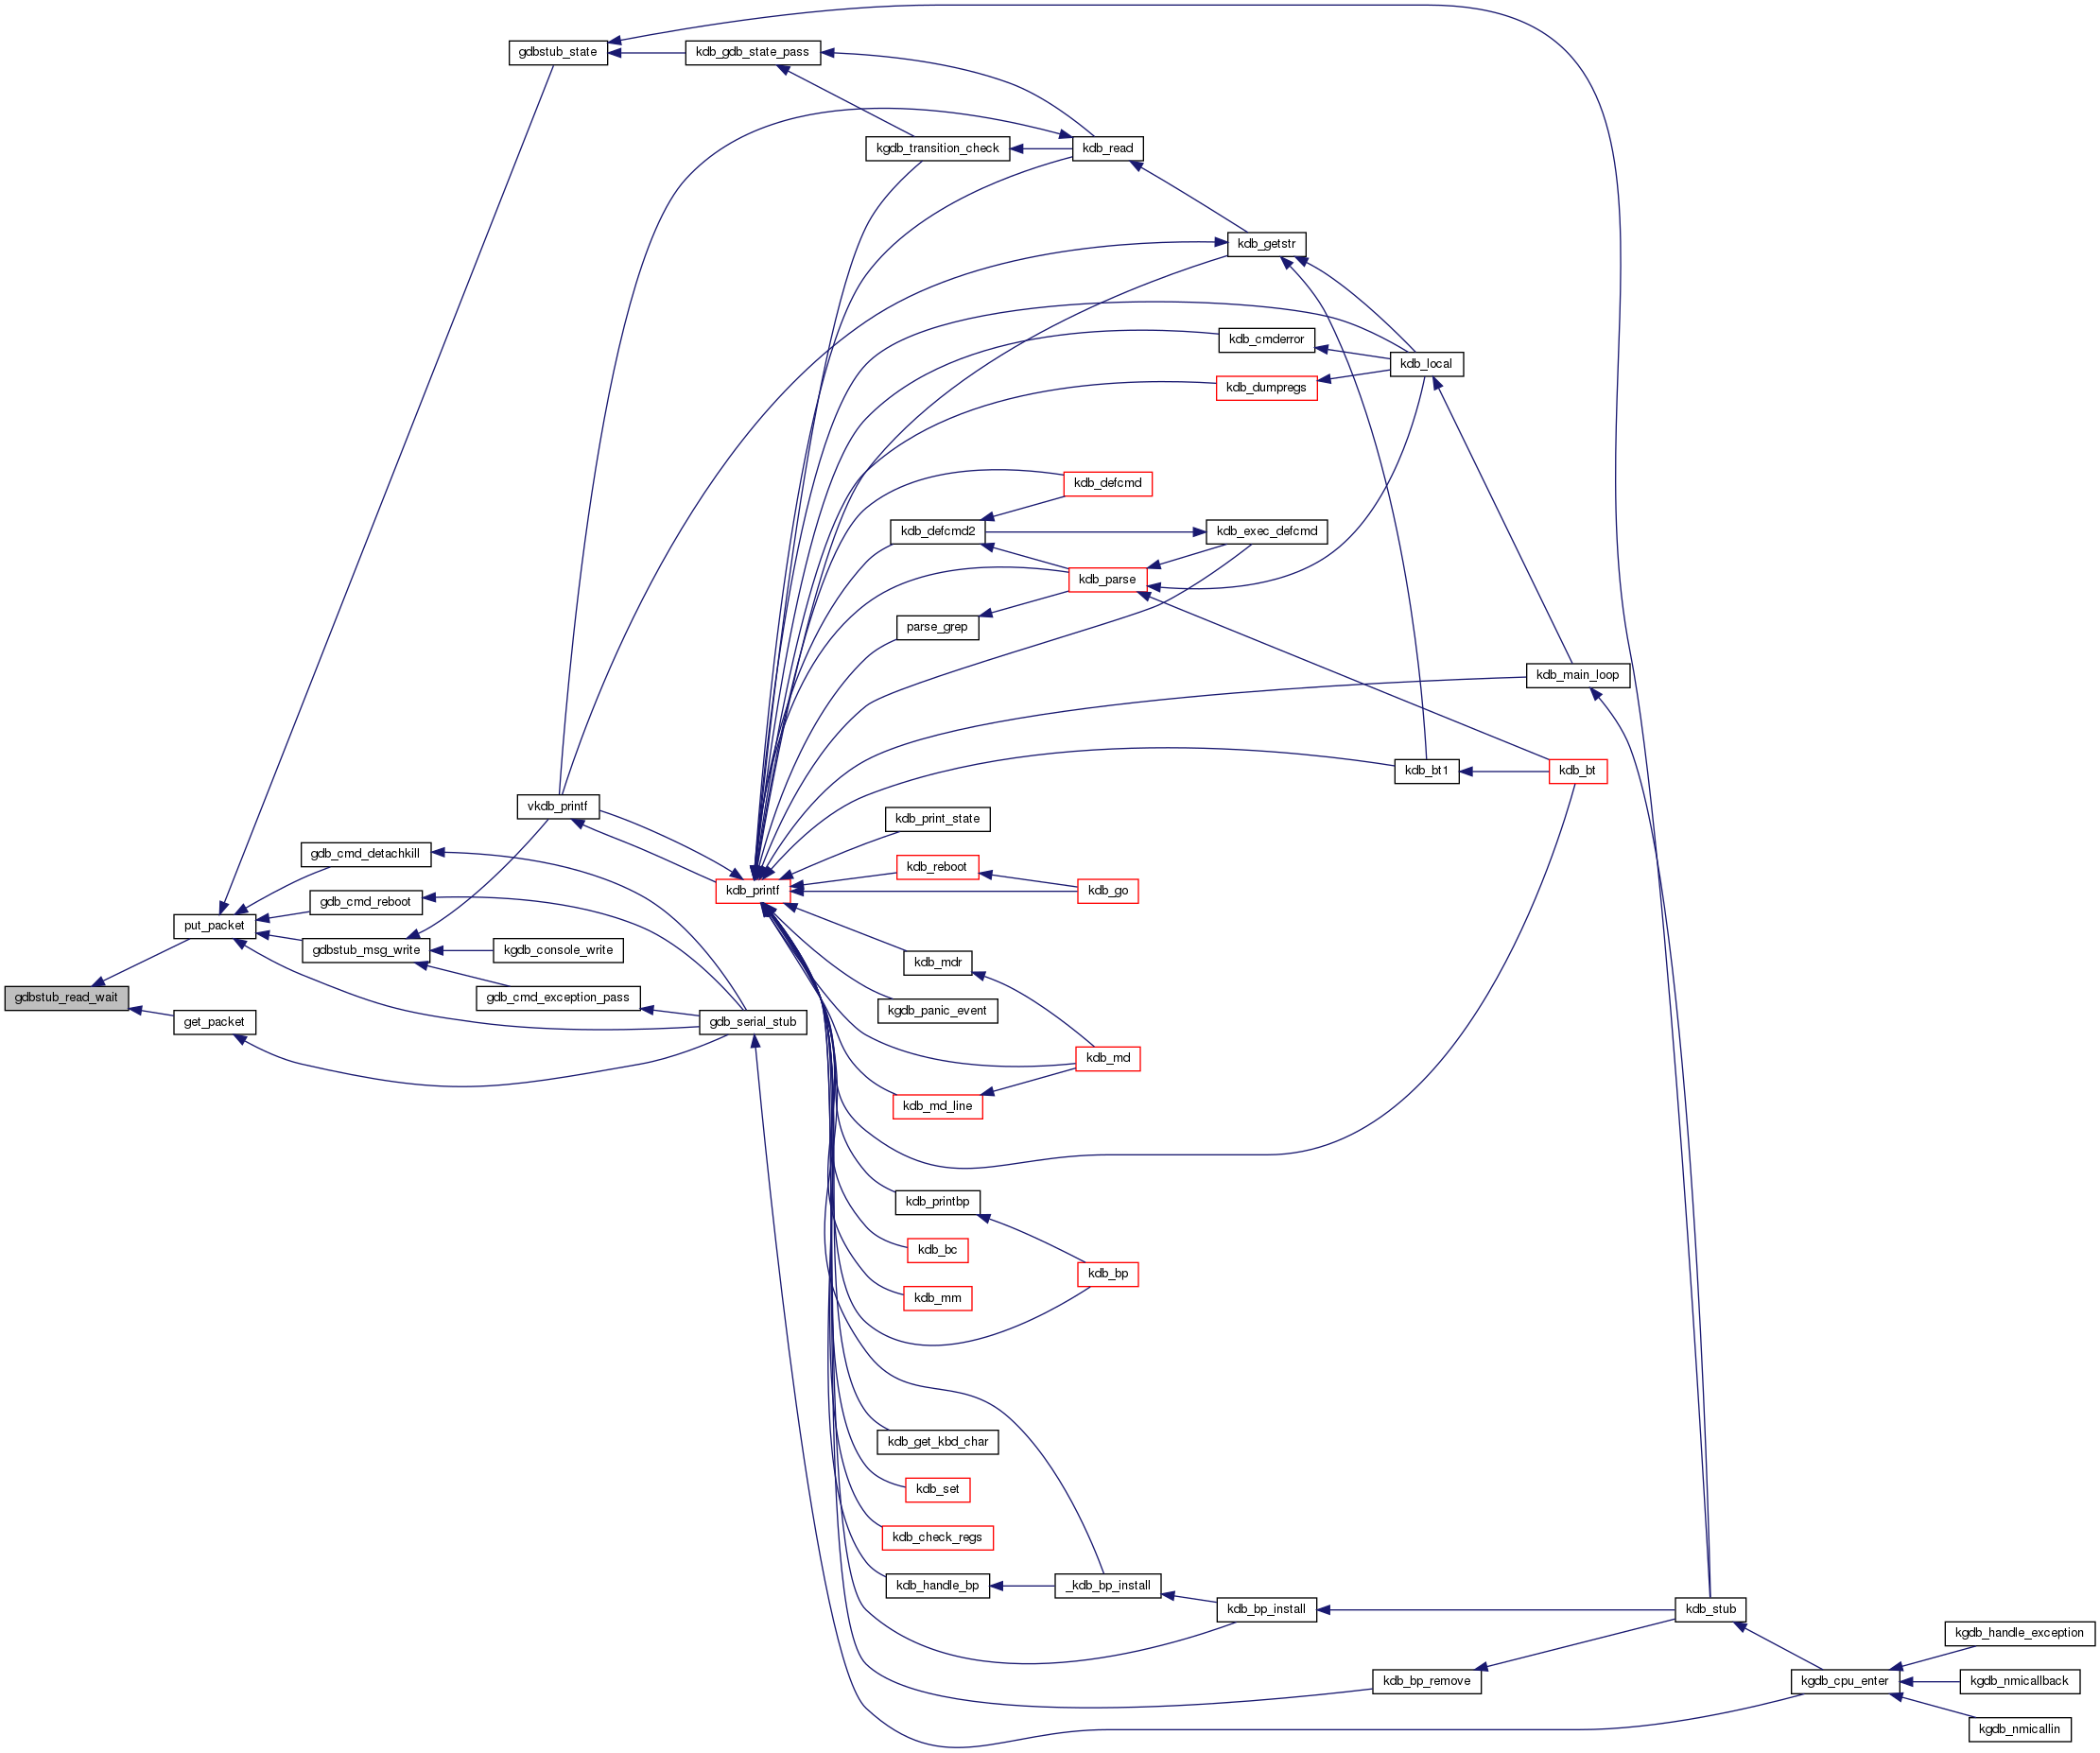 gdbstub_state
kdb_gdb_state_pass
kgdb_transition_check
kdb_read
kdb_getstr
kdb_cmderror
kdb_local
kdb_dumpregs
kdb_defcmd
kdb_defcmd2
kdb_exec_defcmd
kdb_parse
parse_grep
kdb_main_loop
kdb_bt1
kdb_bt
vkdb_printf
kdb_print_state
gdb_cmd_detachkill
kdb_reboot
kdb_printf
kdb_go
gdb_cmd_reboot
put_packet
gdbstub_msg_write
kgdb_console_write
kdb_mdr
gdbstub_read_wait
gdb_cmd_exception_pass
kgdb_panic_event
get_packet
gdb_serial_stub
kdb_md
kdb_md_line
kdb_printbp
kdb_bc
kdb_bp
kdb_mm
kdb_get_kbd_char
kdb_set
kdb_check_regs
kdb_handle_bp
_kdb_bp_install
kdb_bp_install
kdb_stub
kgdb_handle_exception
kdb_bp_remove
kgdb_cpu_enter
kgdb_nmicallback
kgdb_nmicallin